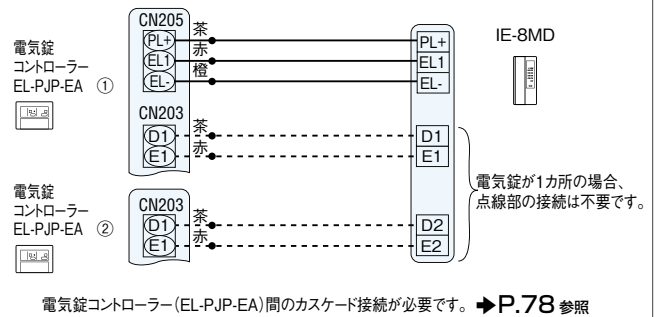 電気錠
コントローラー
EL-PJP-EA ①
CN205
PL+ 茶 PL+
EL1 赤 EL1
EL- 橙 EL-
IE-8MD
CN203
D1 茶 D1
E1 赤 E1
電気錠が1カ所の場合、
点線部の接続は不要です。
電気錠
コントローラー
EL-PJP-EA ②
CN203
D1 茶 D2
E1 赤 E2
電気錠コントローラー(EL-PJP-EA)間のカスケード接続が必要です。 ➡P.78 参照